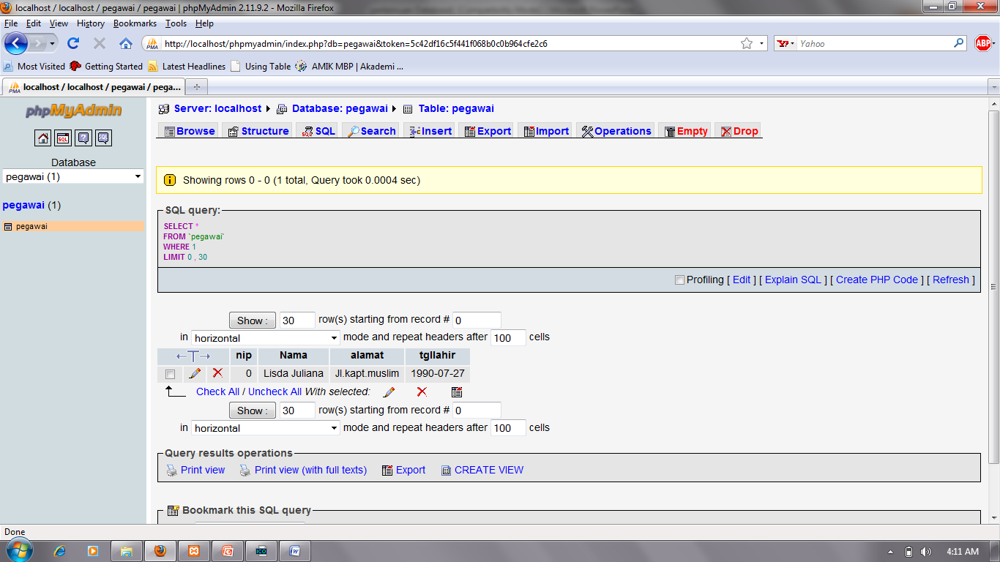 localhost / localhost / pegawai / pegawai | phpMyAdmin 2.11.9.2 - Mozilla Firefox
File Edit View History Bookmarks Tools Help
PMA http://localhost/phpmyadmin/index.php?db=pegawai&token=5c42df16c5f441f068b0c0b964cfe2c6 Yahoo ABP
Most Visited Getting Started Latest Headlines Using Table AMIK MBP | Akademi ...
PMA localhost / localhost / pegawai / pega...
phpMyAdmin
SQL
Database
pegawai (1)
pegawai (1)
pegawai
Server: localhost Database: pegawai Table: pegawai
Browse Structure SQL Search Insert Export Import Operations Empty Drop
Showing rows 0 - 0 (1 total, Query took 0.0004 sec)
SQL query:
SELECT *
FROM `pegawai`
WHERE 1
LIMIT 0 , 30
Profiling [ Edit ] [ Explain SQL ] [ Create PHP Code ] [ Refresh ]
Show : 30 row(s) starting from record # 0
in horizontal mode and repeat headers after 100 cells
←T→ nip Nama alamat tgllahir
0 Lisda Juliana Jl.kapt.muslim 1990-07-27
Check All / Uncheck All With selected:
Show : 30 row(s) starting from record # 0
in horizontal mode and repeat headers after 100 cells
Query results operations
Print view Print view (with full texts) Export CREATE VIEW
Bookmark this SQL query
Done
ICO 4:11 AM